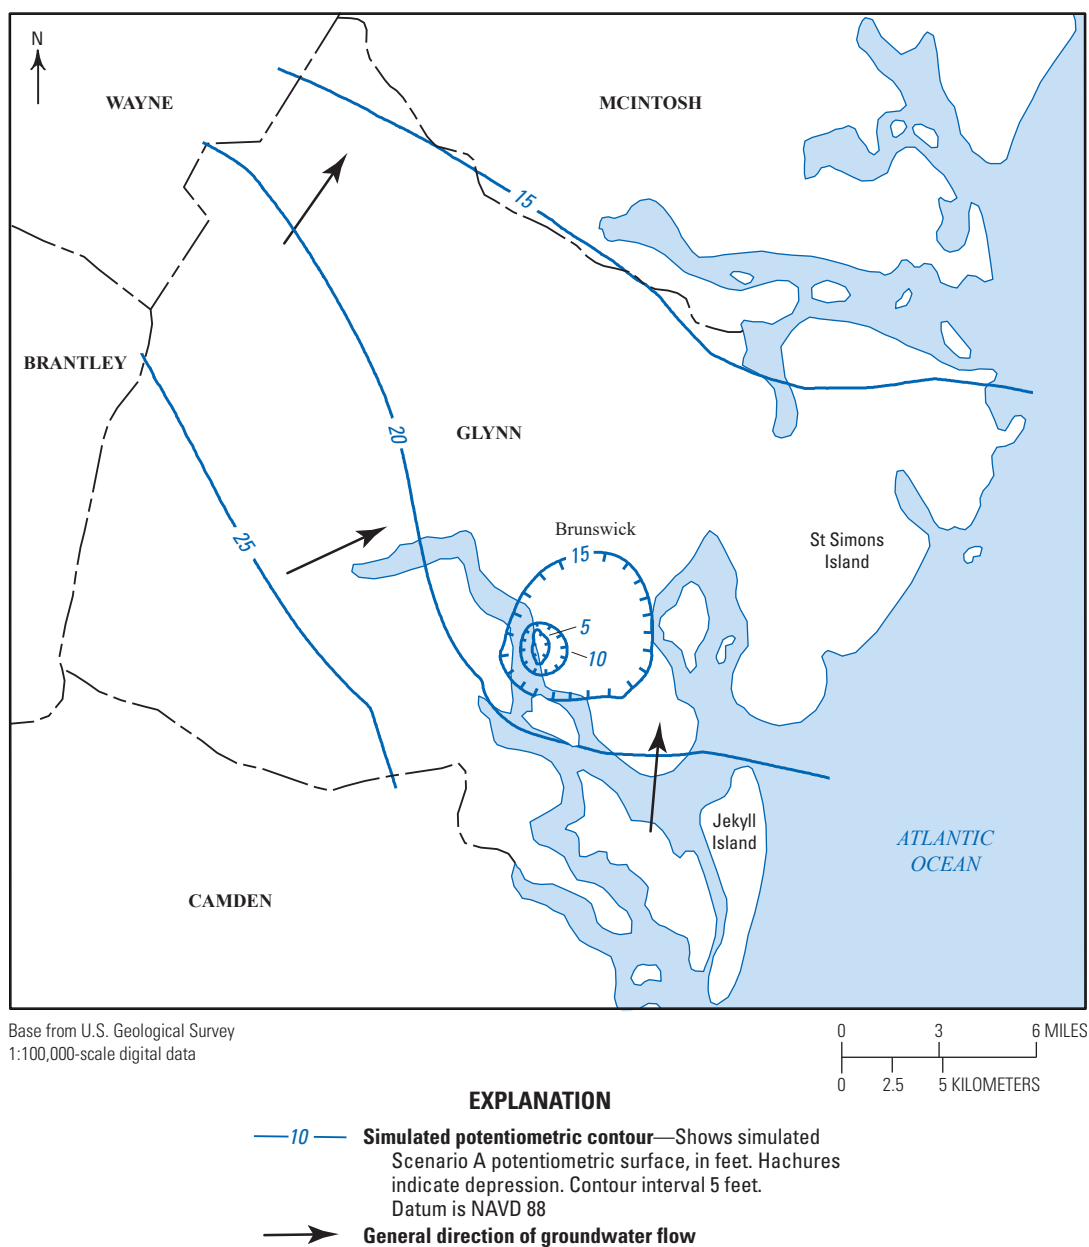 N
WAYNE
MCINTOSH
15
BRANTLEY
20
GLYNN
25
Brunswick
15
St Simons
Island
5
10
Jekyll
Island
ATLANTIC
OCEAN
CAMDEN
Base from U.S. Geological Survey
1:100,000-scale digital data
0 3 6 MILES
0 2.5 5 KILOMETERS
EXPLANATION
10 Simulated potentiometric contour—Shows simulated
Scenario A potentiometric surface, in feet. Hachures
indicate depression. Contour interval 5 feet.
Datum is NAVD 88
General direction of groundwater flow